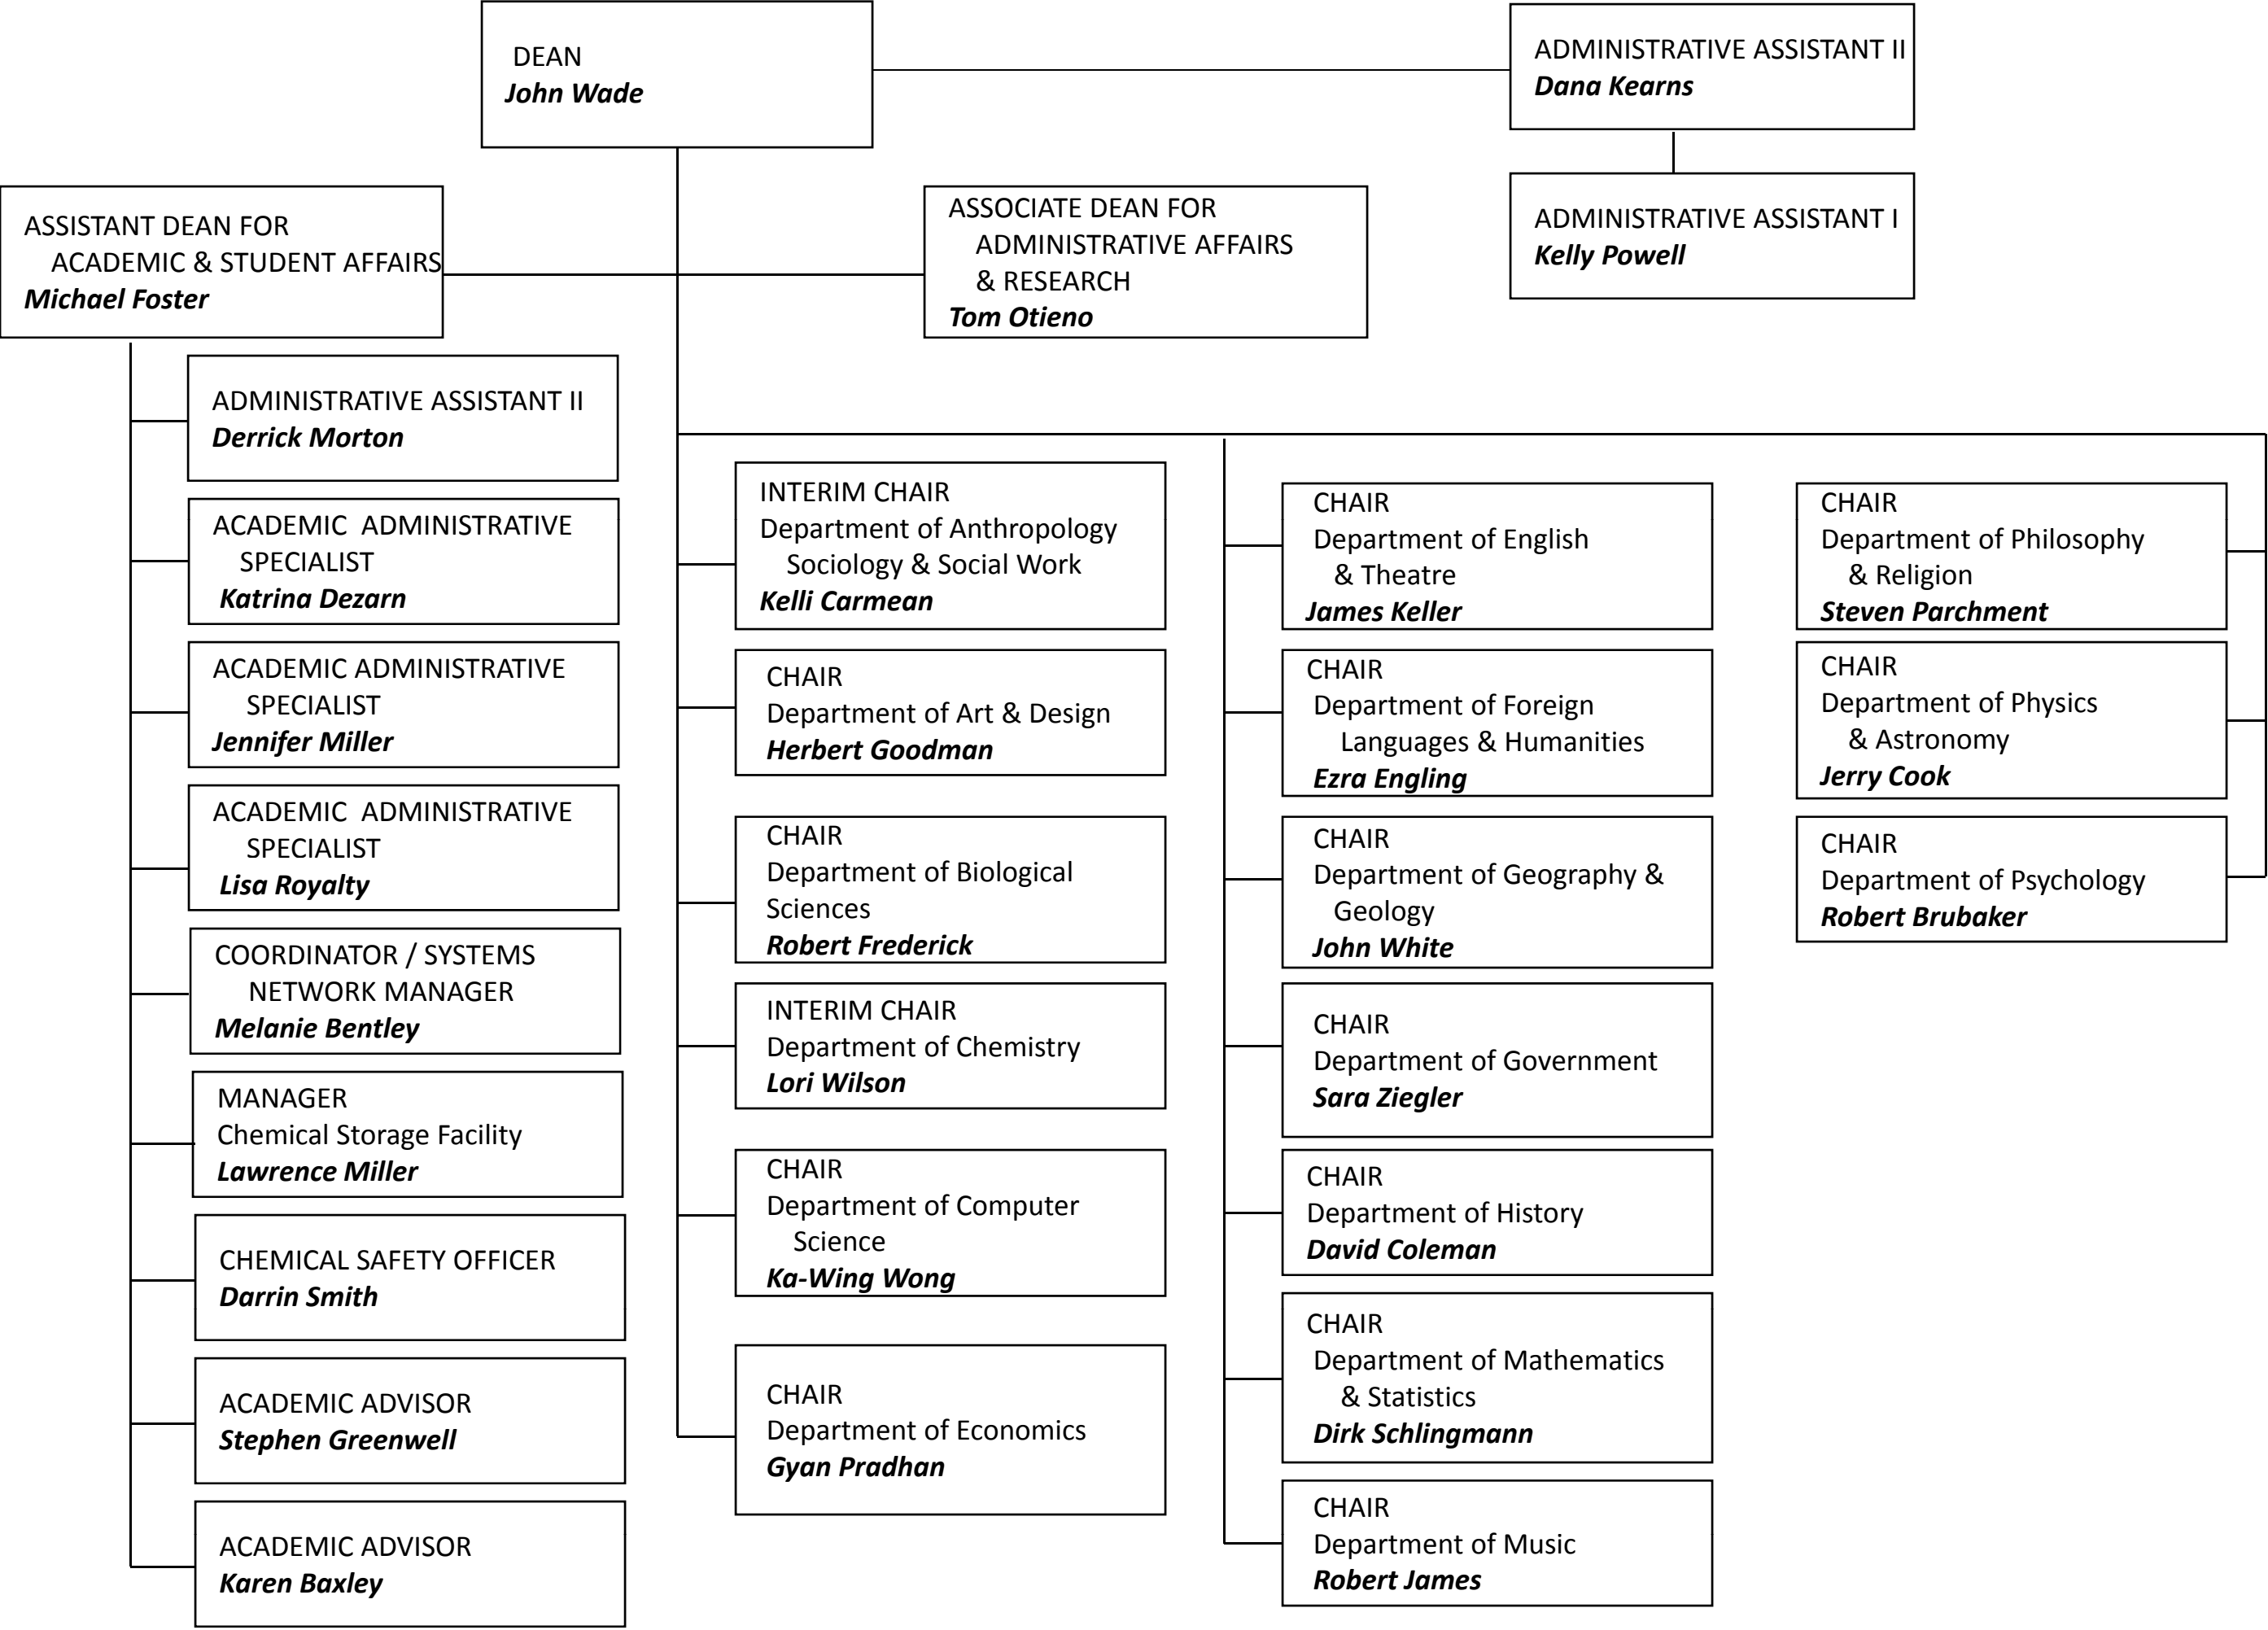 DEAN
John Wade
ADMINISTRATIVE ASSISTANT II
Dana Kearns
ADMINISTRATIVE ASSISTANT I
Kelly Powell
ASSISTANT DEAN FOR
ACADEMIC & STUDENT AFFAIRS
Michael Foster
ASSOCIATE DEAN FOR
ADMINISTRATIVE AFFAIRS
& RESEARCH
Tom Otieno
ADMINISTRATIVE ASSISTANT II
Derrick Morton
ACADEMIC ADMINISTRATIVE
SPECIALIST
Katrina Dezarn
ACADEMIC ADMINISTRATIVE
SPECIALIST
Jennifer Miller
ACADEMIC ADMINISTRATIVE
SPECIALIST
Lisa Royalty
COORDINATOR / SYSTEMS
NETWORK MANAGER
Melanie Bentley
MANAGER
Chemical Storage Facility
Lawrence Miller
CHEMICAL SAFETY OFFICER
Darrin Smith
ACADEMIC ADVISOR
Stephen Greenwell
ACADEMIC ADVISOR
Karen Baxley
INTERIM CHAIR
Department of Anthropology
Sociology & Social Work
Kelli Carmean
CHAIR
Department of Art & Design
Herbert Goodman
CHAIR
Department of Biological
Sciences
Robert Frederick
INTERIM CHAIR
Department of Chemistry
Lori Wilson
CHAIR
Department of Computer
Science
Ka-Wing Wong
CHAIR
Department of Economics
Gyan Pradhan
CHAIR
Department of English
& Theatre
James Keller
CHAIR
Department of Foreign
Languages & Humanities
Ezra Engling
CHAIR
Department of Geography &
Geology
John White
CHAIR
Department of Government
Sara Ziegler
CHAIR
Department of History
David Coleman
CHAIR
Department of Mathematics
& Statistics
Dirk Schlingmann
CHAIR
Department of Music
Robert James
CHAIR
Department of Philosophy
& Religion
Steven Parchment
CHAIR
Department of Physics
& Astronomy
Jerry Cook
CHAIR
Department of Psychology
Robert Brubaker